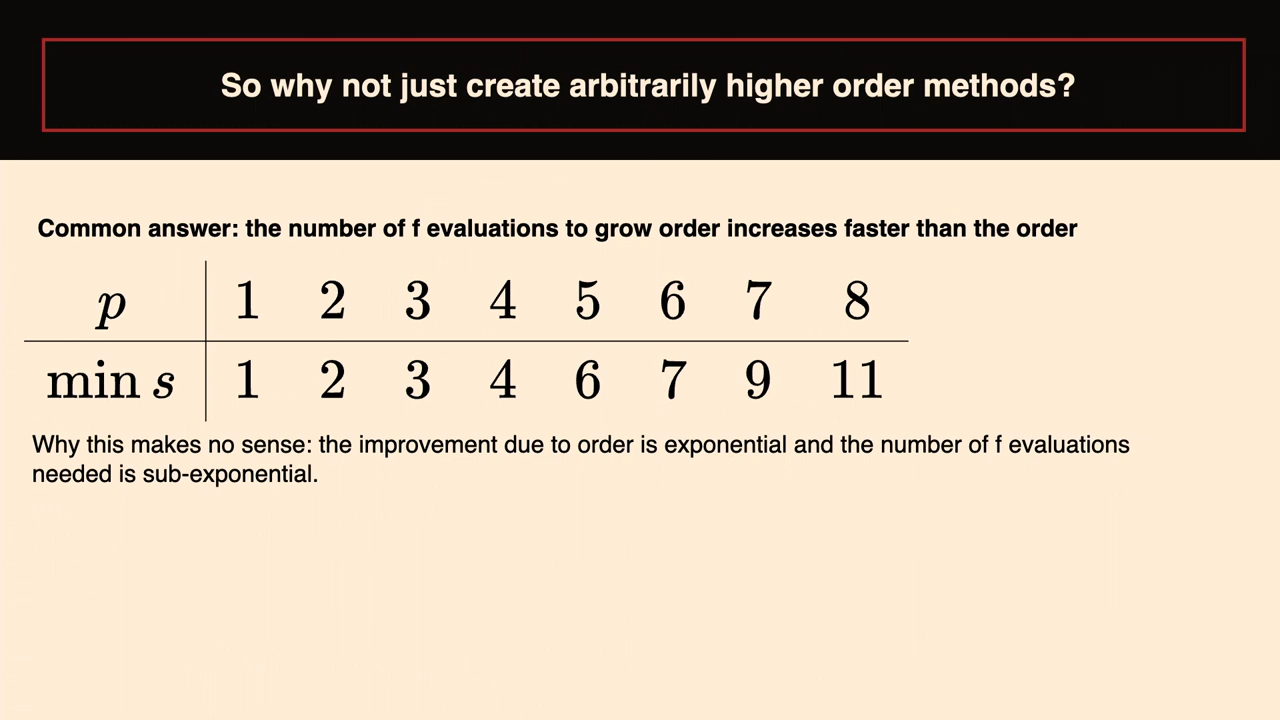 So why not just create arbitrarily higher order methods?
Common answer: the number of f evaluations to grow order increases faster than the order
p 1 2 3 4 5 6 7 8
min s 1 2 3 4 6 7 9 11
Why this makes no sense: the improvement due to order is exponential and the number of f evaluations
needed is sub-exponential.